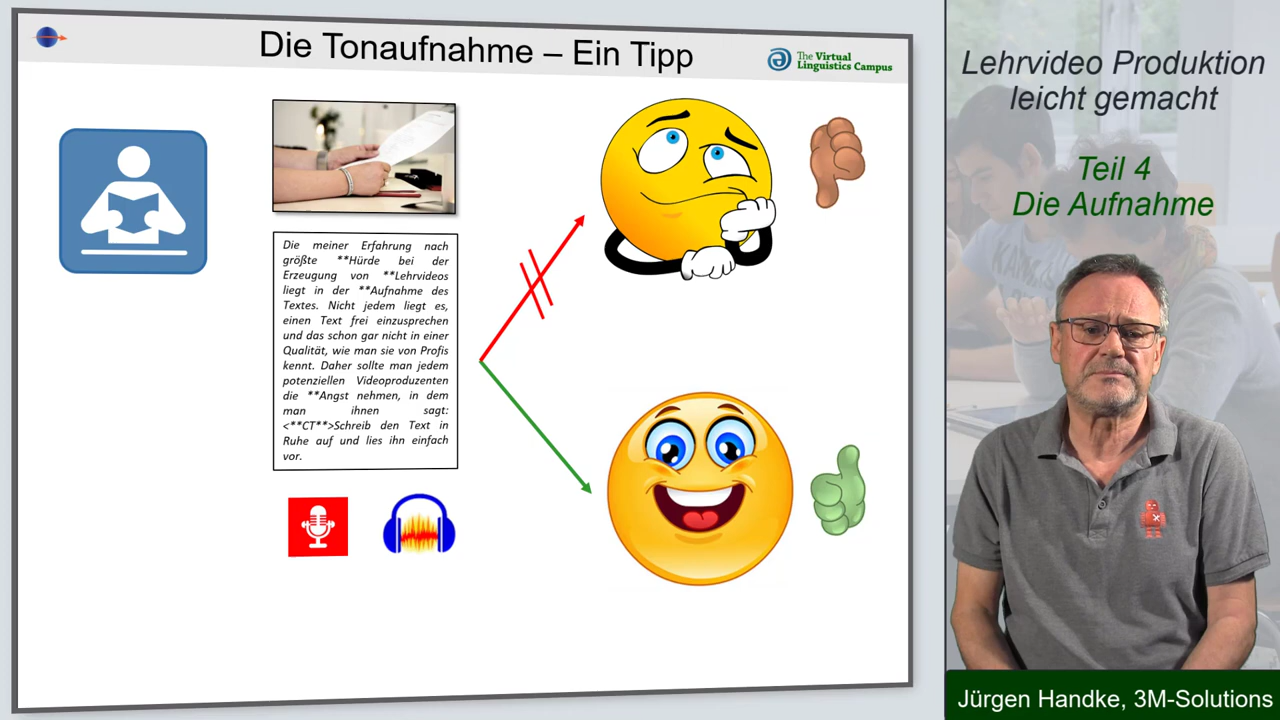 Die Tonaufnahme – Ein Tipp
The Virtual
Linguistics Campus
Die meiner Erfahrung nach
größte **Hürde bei der
Erzeugung von **Lehrvideos
liegt in der **Aufnahme des
Textes. Nicht jedem liegt es,
einen Text frei einzusprechen
und das schon gar nicht in einer
Qualität, wie man sie von Profis
kennt. Daher sollte man jedem
potenziellen Videoproduzenten
die **Angst nehmen, in dem
man ihnen sagt:
<**CT**>Schreib den Text in
Ruhe auf und lies ihn einfach
vor.
Lehrvideo Produktion
leicht gemacht
Teil 4
Die Aufnahme
Jürgen Handke, 3M-Solutions